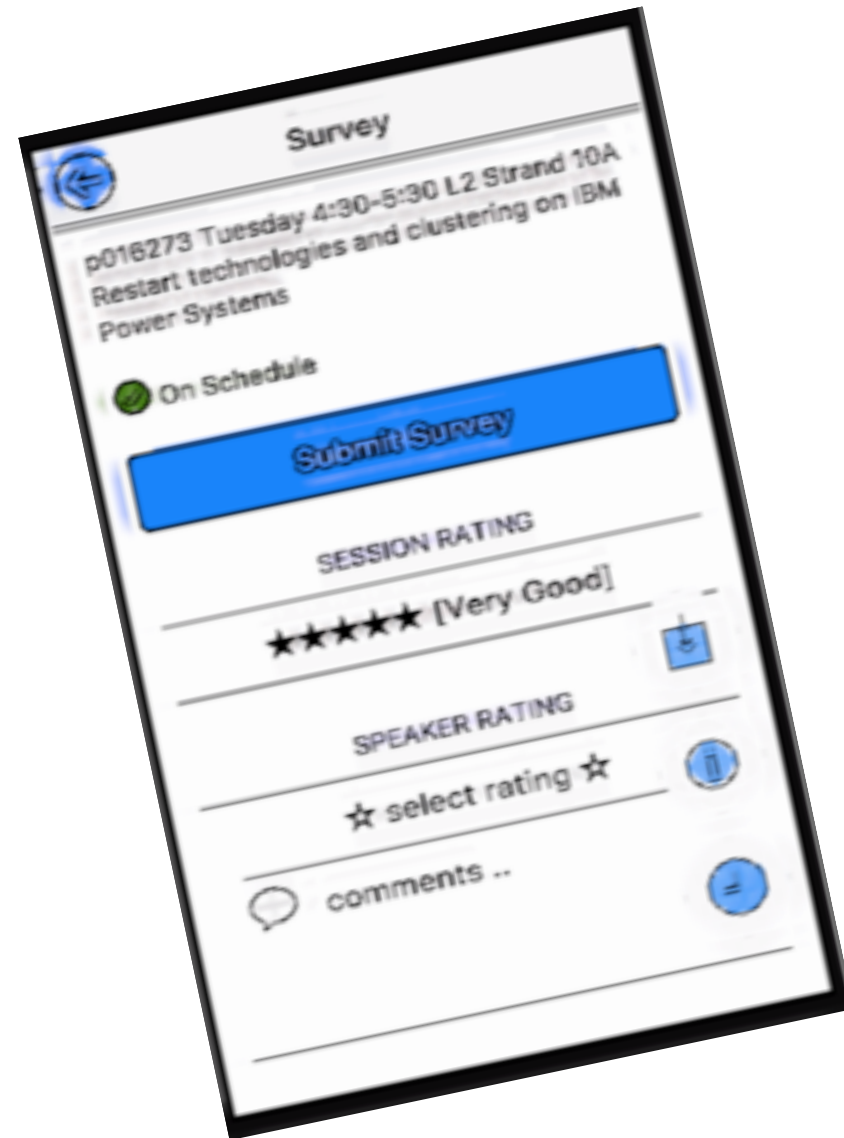 Survey
p016273 Tuesday 4:30-5:30 L2 Strand 10A
Restart technologies and clustering on IBM
Power Systems
On Schedule
Submit Survey
SESSION RATING
★★★★★ [Very Good]
SPEAKER RATING
☆ select rating ☆
comments ..